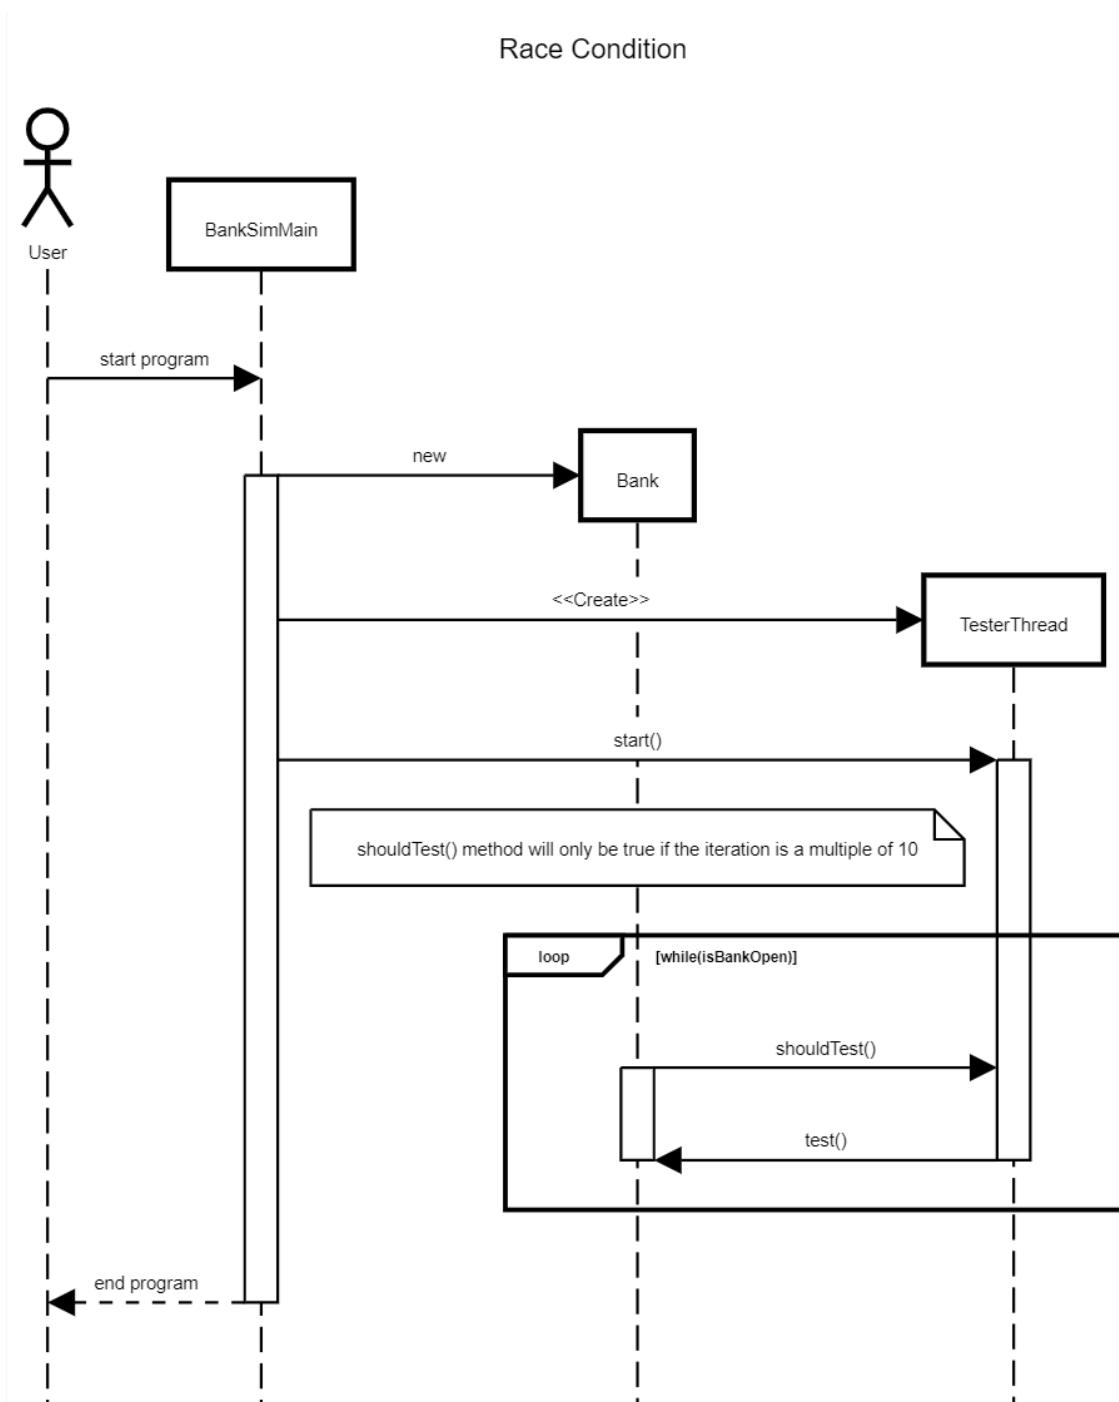 Race Condition
User
BankSimMain
start program
new
Bank
<<Create>>
TesterThread
start()
shouldTest() method will only be true if the iteration is a multiple of 10
loop
[while(isBankOpen)]
shouldTest()
test()
end program